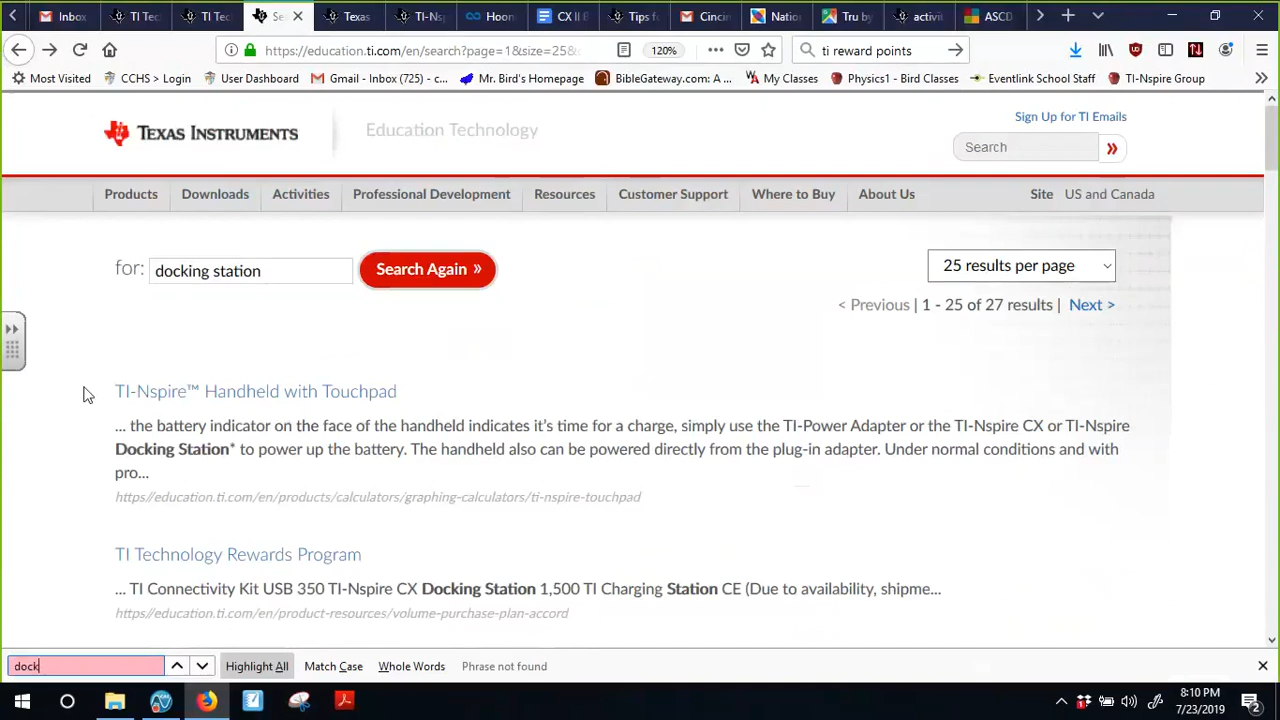 Inbox
TI Tec
TI Tec
Se
Texas
TI-Ns
Hoon
CX II E
Tips f
Cincin
Nation
Tru by
activit
ASCD
https://education.ti.com/en/search?page=1&size=25&
120%
ti reward points
Most Visited
CCHS > Login
User Dashboard
Gmail - Inbox (725) - c...
Mr. Bird's Homepage
BibleGateway.com: A ...
My Classes
Physics1 - Bird Classes
Eventlink School Staff
TI-Nspire Group
TEXAS INSTRUMENTS
Education Technology
Sign Up for TI Emails
Search
Products
Downloads
Activities
Professional Development
Resources
Customer Support
Where to Buy
About Us
Site
US and Canada
for:
docking station
Search Again »
25 results per page
< Previous | 1 - 25 of 27 results | Next >
TI-Nspire™ Handheld with Touchpad
... the battery indicator on the face of the handheld indicates it's time for a charge, simply use the TI-Power Adapter or the TI-Nspire CX or TI-Nspire
Docking Station* to power up the battery. The handheld also can be powered directly from the plug-in adapter. Under normal conditions and with
pro...
https://education.ti.com/en/products/calculators/graphing-calculators/ti-nspire-touchpad
TI Technology Rewards Program
... TI Connectivity Kit USB 350 TI-Nspire CX Docking Station 1,500 TI Charging Station CE (Due to availability, shipme...
https://education.ti.com/en/product-resources/volume-purchase-plan-accord
dock
Highlight All
Match Case
Whole Words
Phrase not found
8:10 PM
7/23/2019
2